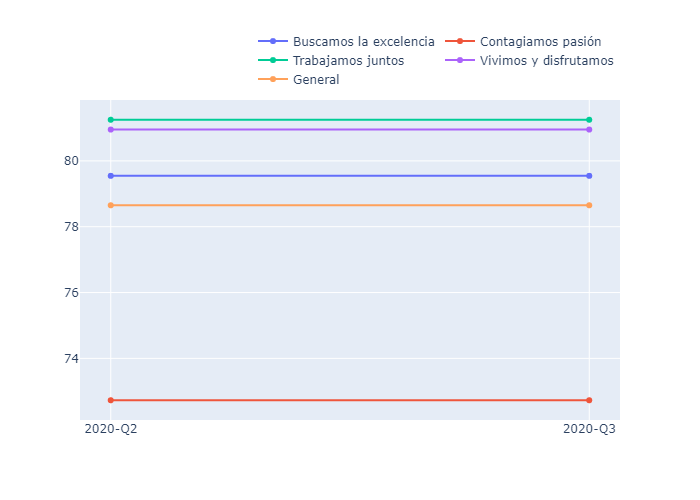 Buscamos la excelencia Contagiamos pasión
Trabajamos juntos Vivimos y disfrutamos
General
80
78
76
74
2020-Q2 2020-Q3